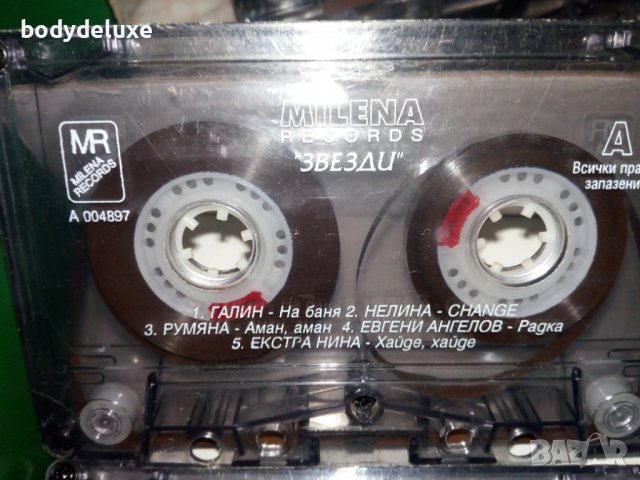 bodydeluxe
MILENA
RECORDS
"ЗВЕЗДИ"
MR
MILENA
RECORDS
A 004897
A
Всички пра
запазени
1. ГАЛИН - На баня 2. НЕЛИНА - CHANGE
3. РУМЯНА - Аман, аман 4. ЕВГЕНИ АНГЕЛОВ - Радка
5. ЕКСТРА НИНА - Хайде, хайде
BAZAR